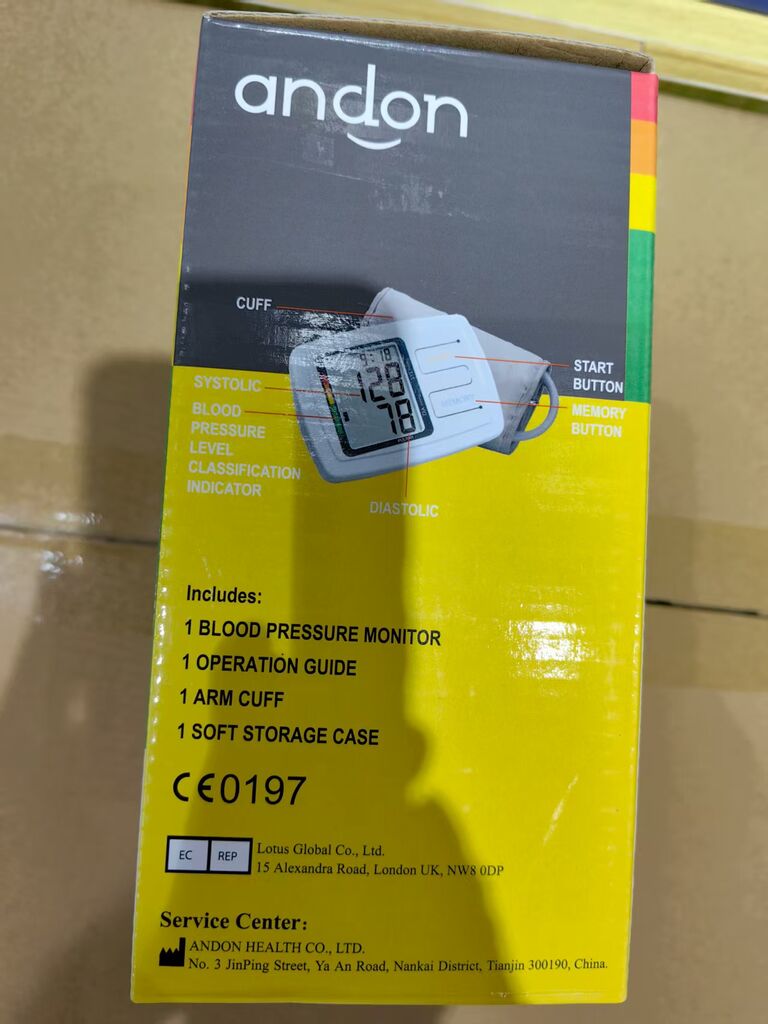 andon
CUFF
SYSTOLIC
BLOOD
PRESSURE
LEVEL
CLASSIFICATION
INDICATOR
128
78
START
BUTTON
MEMORY
MEMORY
BUTTON
DIASTOLIC
Includes:
1 BLOOD PRESSURE MONITOR
1 OPERATION GUIDE
1 ARM CUFF
1 SOFT STORAGE CASE
CE0197
EC REP
Lotus Global Co., Ltd.
15 Alexandra Road, London UK, NW8 0DP
Service Center:
ANDON HEALTH CO., LTD.
No. 3 JinPing Street, Ya An Road, Nankai District, Tianjin 300190, China.